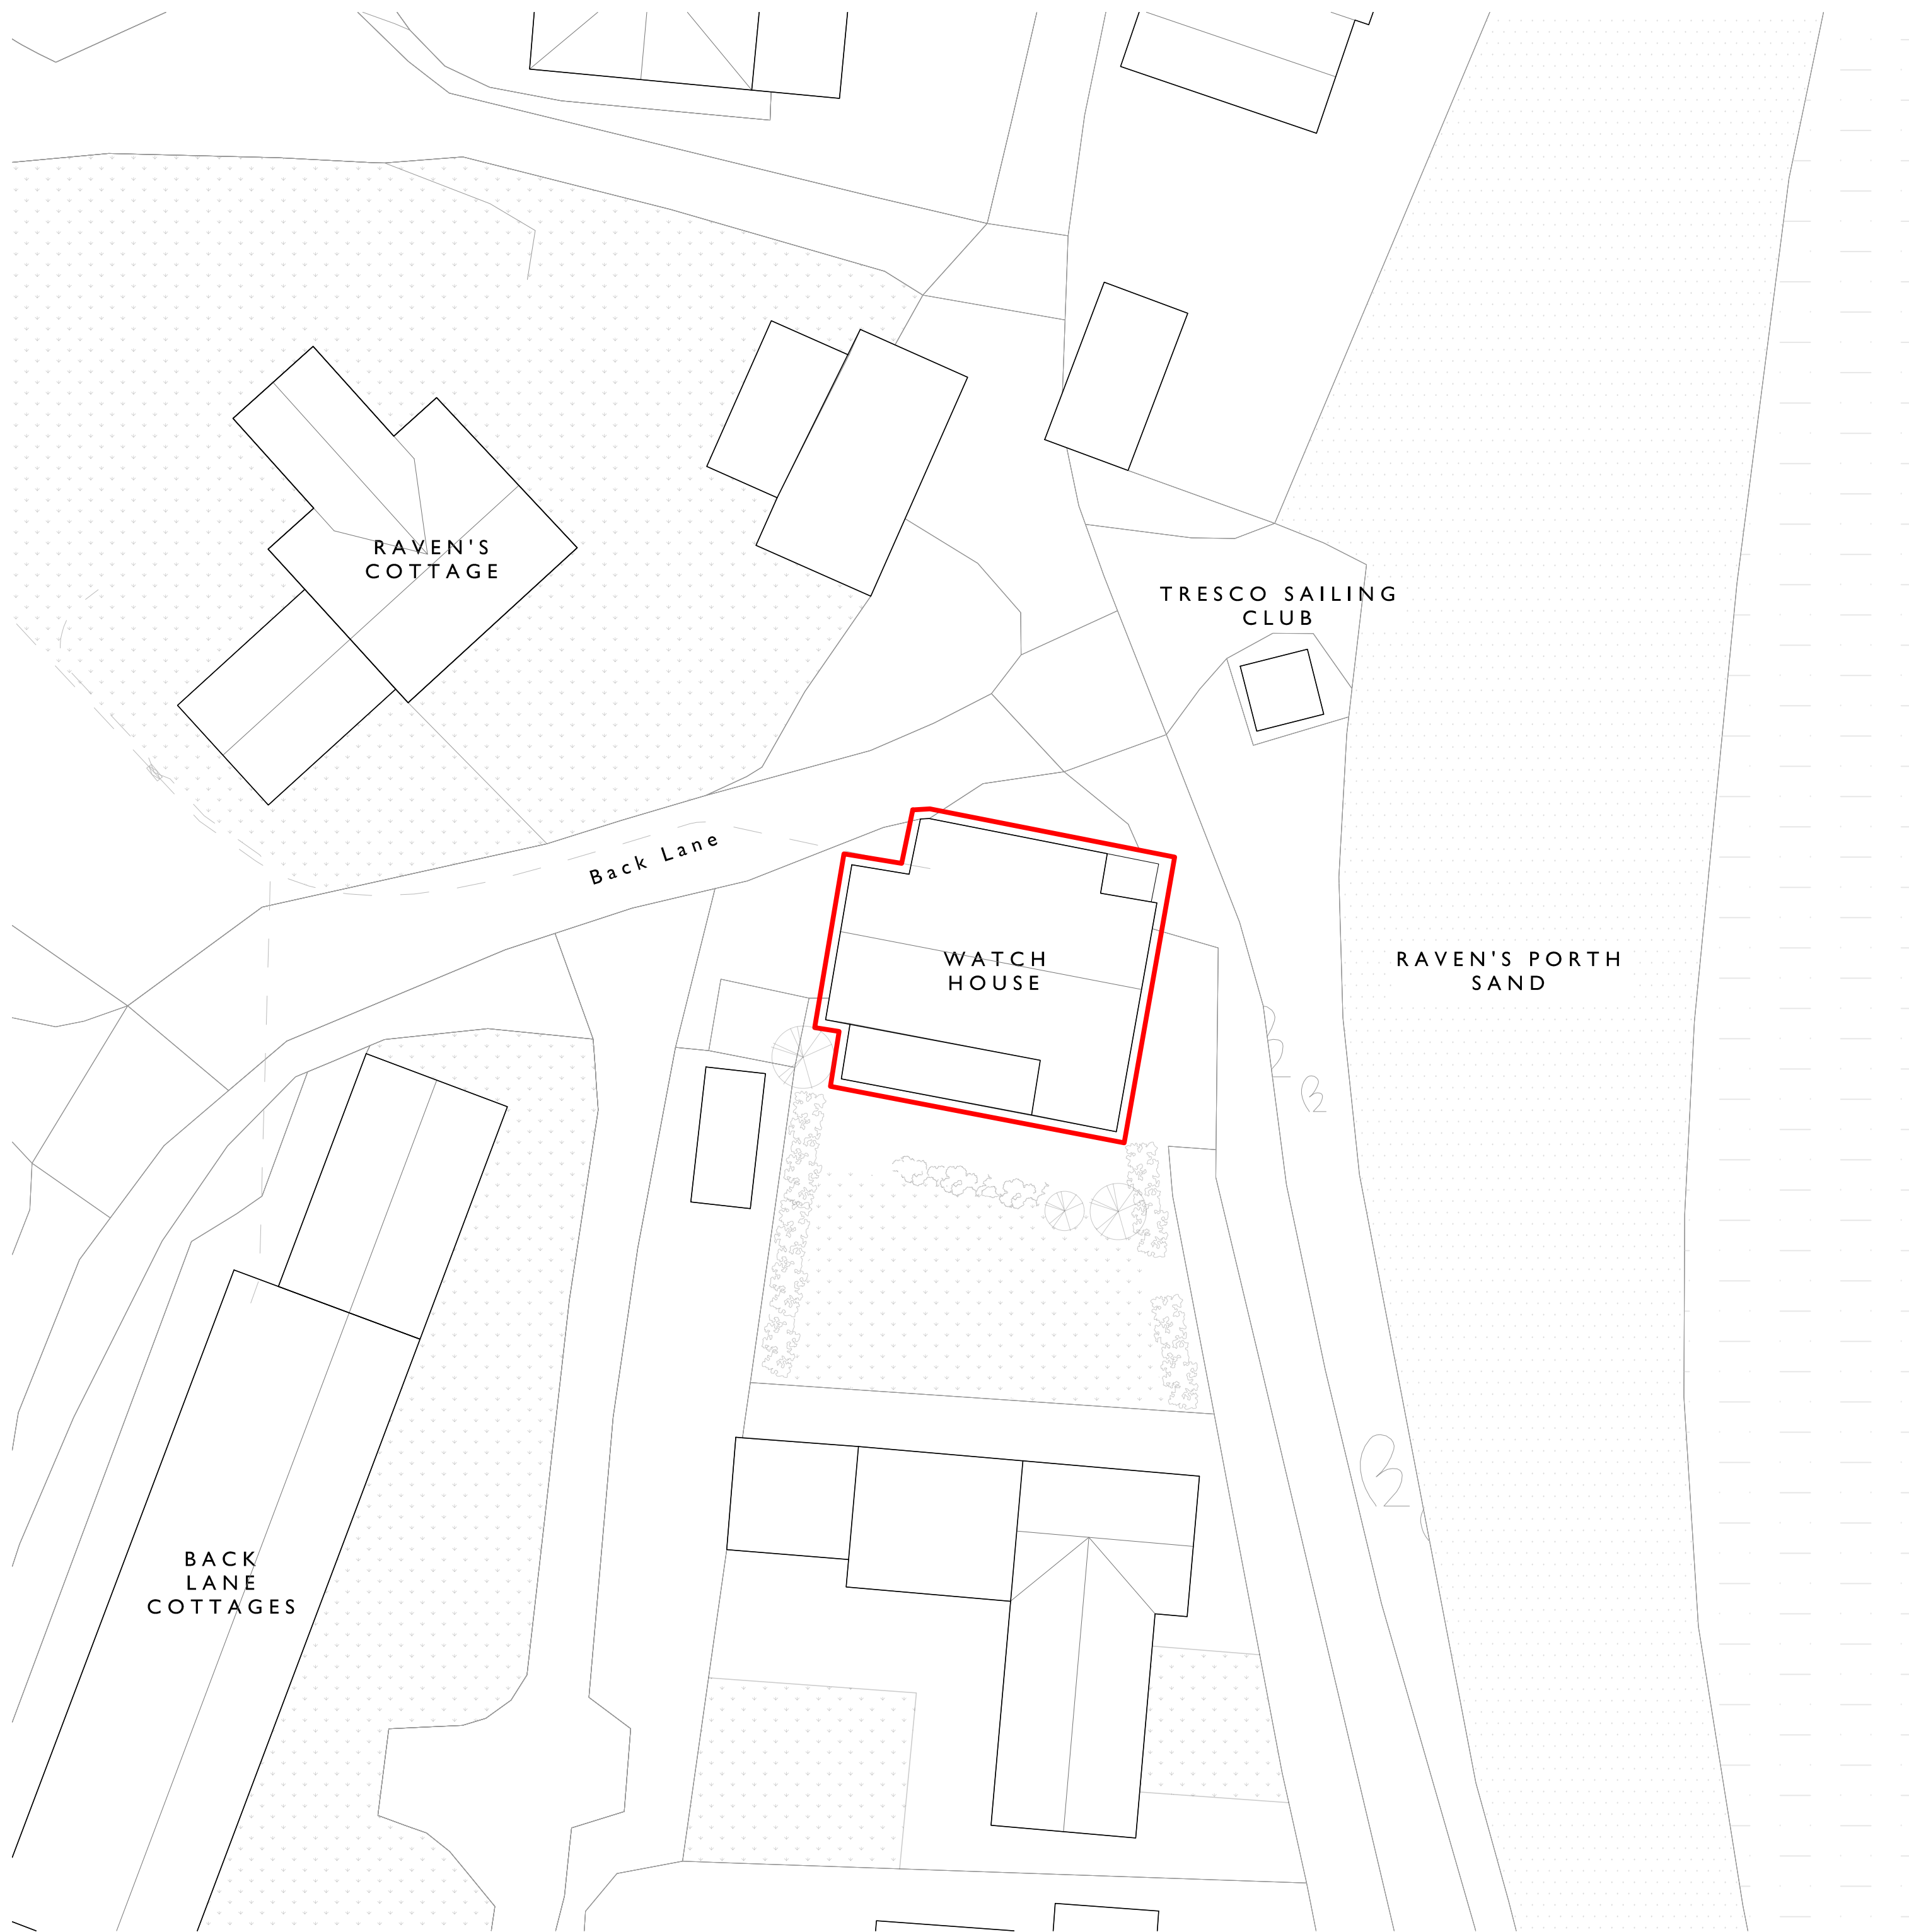 RAVEN'S
COTTAGE
TRESCO SAILING
CLUB
Back Lane
WATCH
HOUSE
RAVEN'S PORTH
SAND
BACK
LANE
COTTAGES